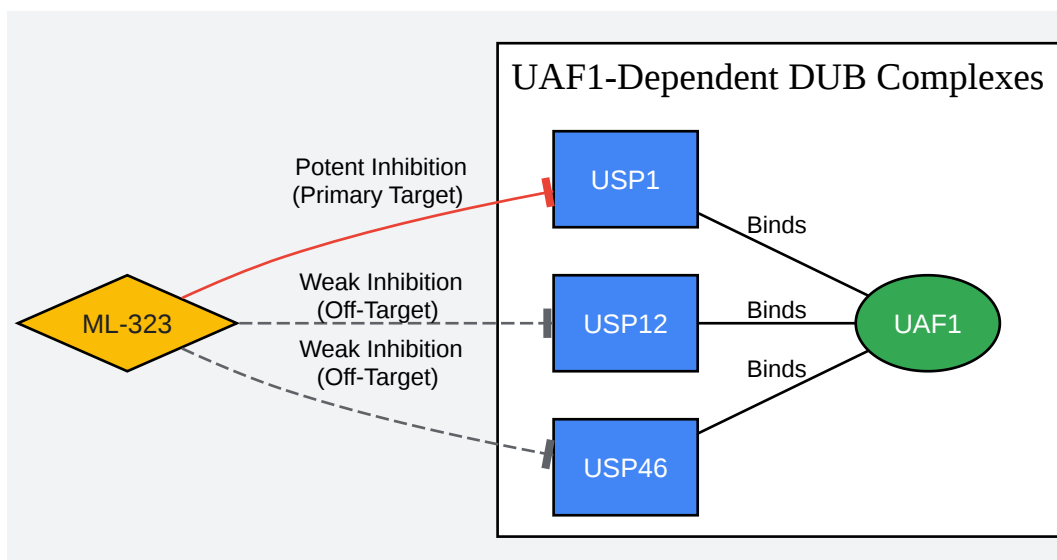 UAF1-Dependent DUB Complexes
Potent Inhibition
(Primary Target)
USP1
Binds
Weak Inhibition
(Off-Target)
ML-323
USP12
Binds
UAF1
Weak Inhibition
(Off-Target)
Binds
USP46